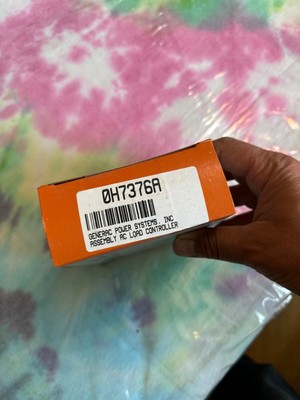 0H7376A
GENERAC POWER SYSTEMS, INC
ASSEMBLY AC LOAD CONTROLLER